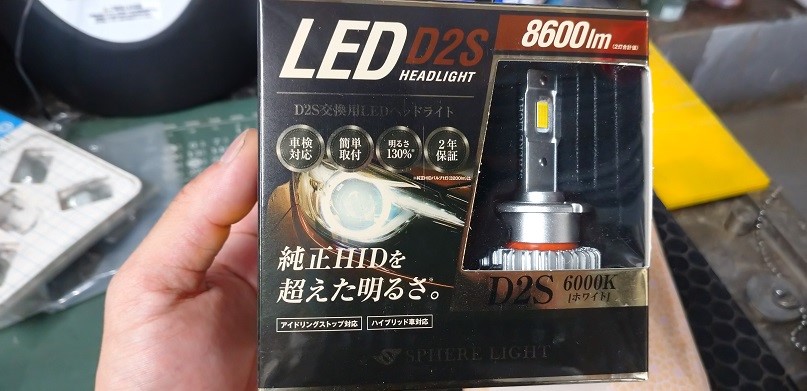 LED D2S
HEADLIGHT
8600lm
D2S交換用LEDヘッドライト
車検
対応
簡単
取付
明るさ
130%※
2年
保証
純正HIDを
超えた明るさ※。
アイドリングストップ対応
ハイブリッド車対応
D2S 6000K
[ホワイト]
SPHERE LIGHT